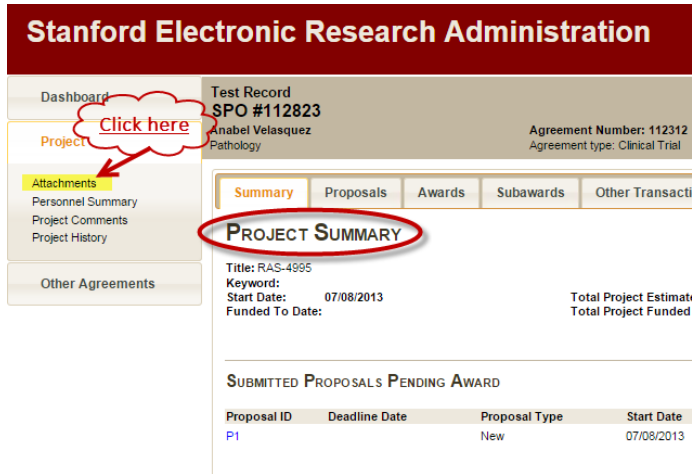 Stanford Electronic Research Administration
Dashboard
Click here
Project
Attachments
Personnel Summary
Project Comments
Project History
Other Agreements
Test Record
SPO #112823
Anabel Velasquez
Pathology
Agreement Number: 112312
Agreement type: Clinical Trial
Summary Proposals Awards Subawards Other Transacti
PROJECT SUMMARY
Title: RAS-4995
Keyword:
Start Date: 07/08/2013 Total Project Estimate
Funded To Date: Total Project Funded
SUBMITTED PROPOSALS PENDING AWARD
Proposal ID Deadline Date Proposal Type Start Date
P1 New 07/08/2013